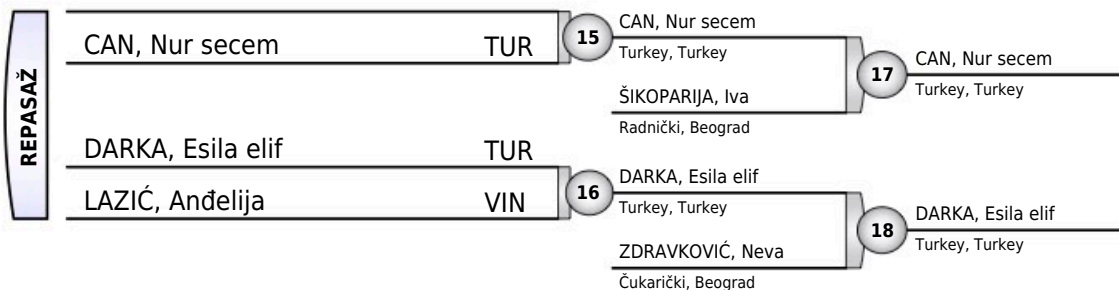 REPASAŽ
CAN, Nur secem TUR
15
CAN, Nur secem
Turkey, Turkey
ŠIKOPARIJA, Iva
Radnički, Beograd
17
CAN, Nur secem
Turkey, Turkey
DARKA, Esila elif TUR
LAZIĆ, Anđelija VIN
16
DARKA, Esila elif
Turkey, Turkey
ZDRAVKOVIĆ, Neva
Čukarički, Beograd
18
DARKA, Esila elif
Turkey, Turkey